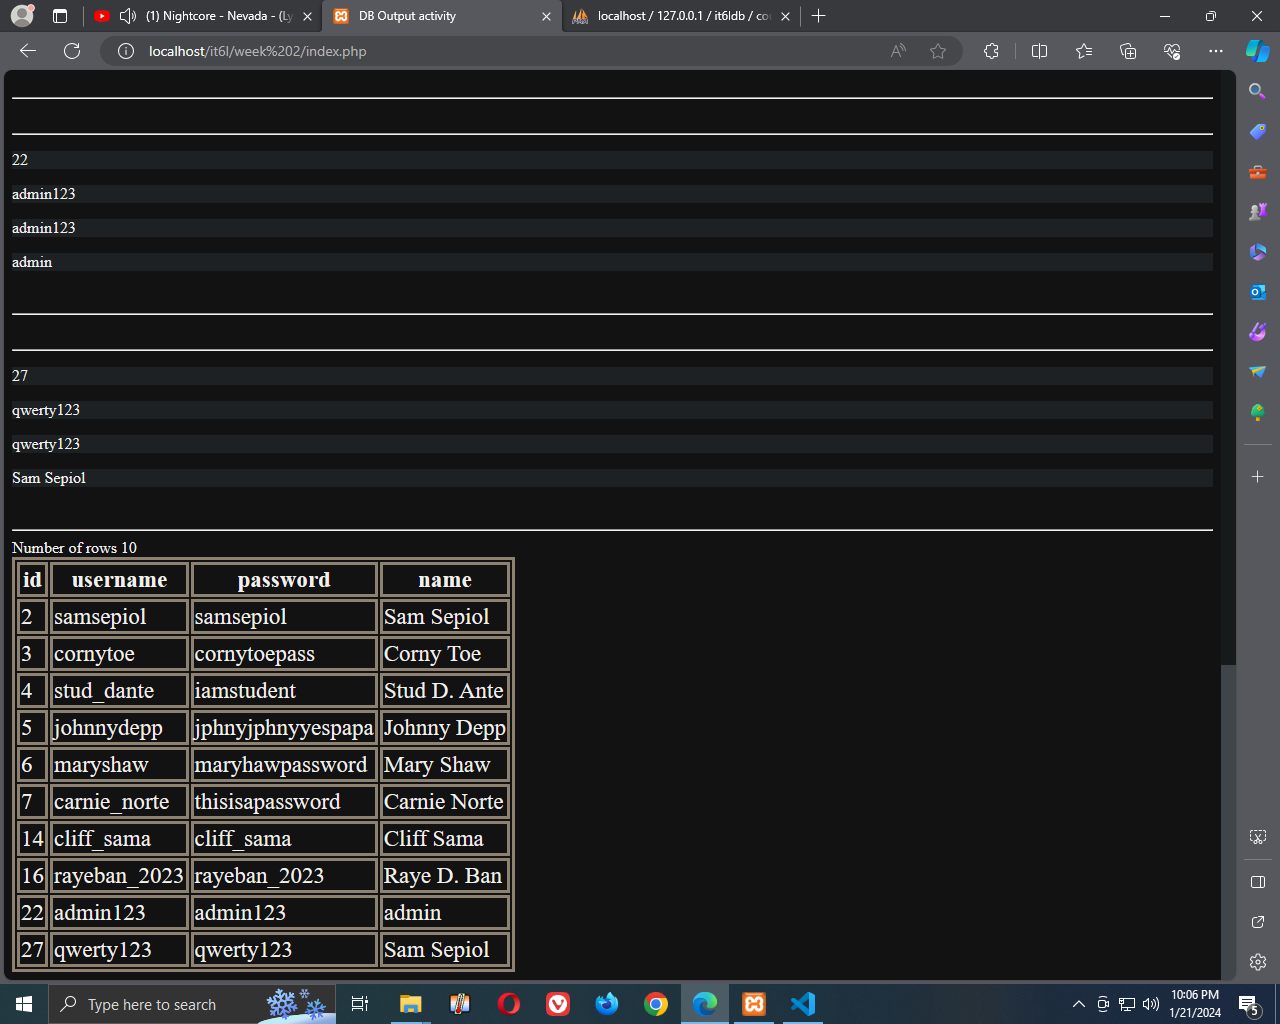 (1) Nightcore - Nevada - (Ly
DB Output activity
localhost / 127.0.0.1 / it6ldb / co
localhost/it6l/week%202/index.php
22
admin123
admin123
admin
27
qwerty123
qwerty123
Sam Sepiol
Number of rows 10
id username password name
2 samsepiol samsepiol Sam Sepiol
3 cornytoe cornytoepass Corny Toe
4 stud_dante iamstudent Stud D. Ante
5 johnnydepp jphnyjphnyyespapa Johnny Depp
6 maryshaw maryhawpassword Mary Shaw
7 carnie_norte thisisapassword Carnie Norte
14 cliff_sama cliff_sama Cliff Sama
16 rayeban_2023 rayeban_2023 Raye D. Ban
22 admin123 admin123 admin
27 qwerty123 qwerty123 Sam Sepiol
Type here to search
10:06 PM
1/21/2024
5